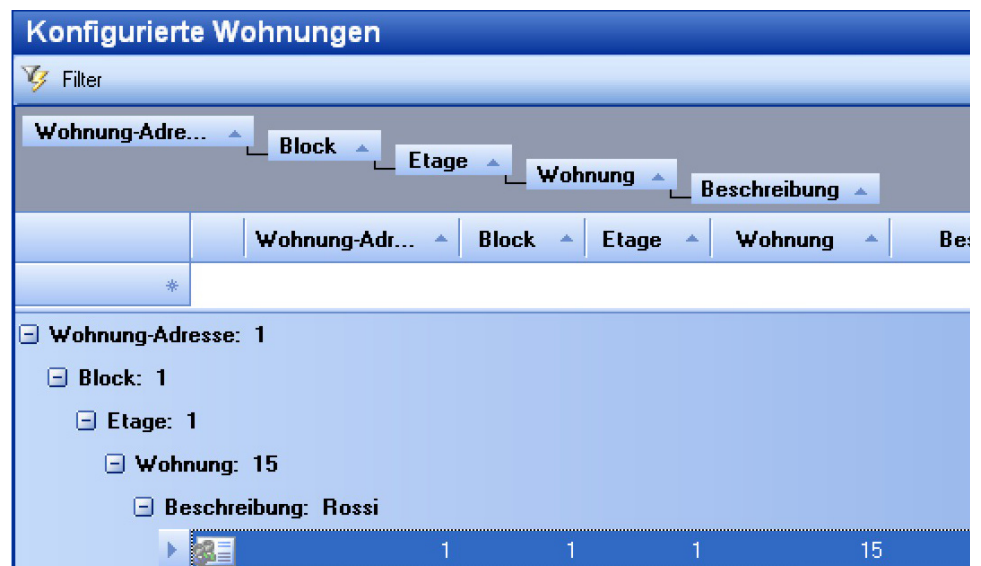 Konfigurierte Wohnungen
Filter
Wohnung-Adre...
Block
Etage
Wohnung
Beschreibung
Wohnung-Adr... Block Etage Wohnung Bes
Wohnung-Adresse: 1
Block: 1
Etage: 1
Wohnung: 15
Beschreibung: Rossi
1 1 1 15